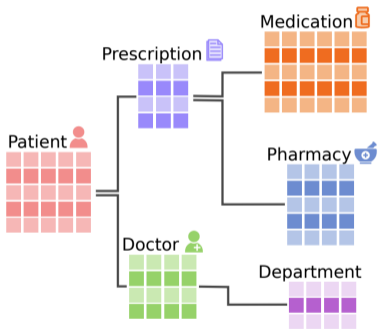 Medication
Prescription
Patient
Pharmacy
Doctor
Department